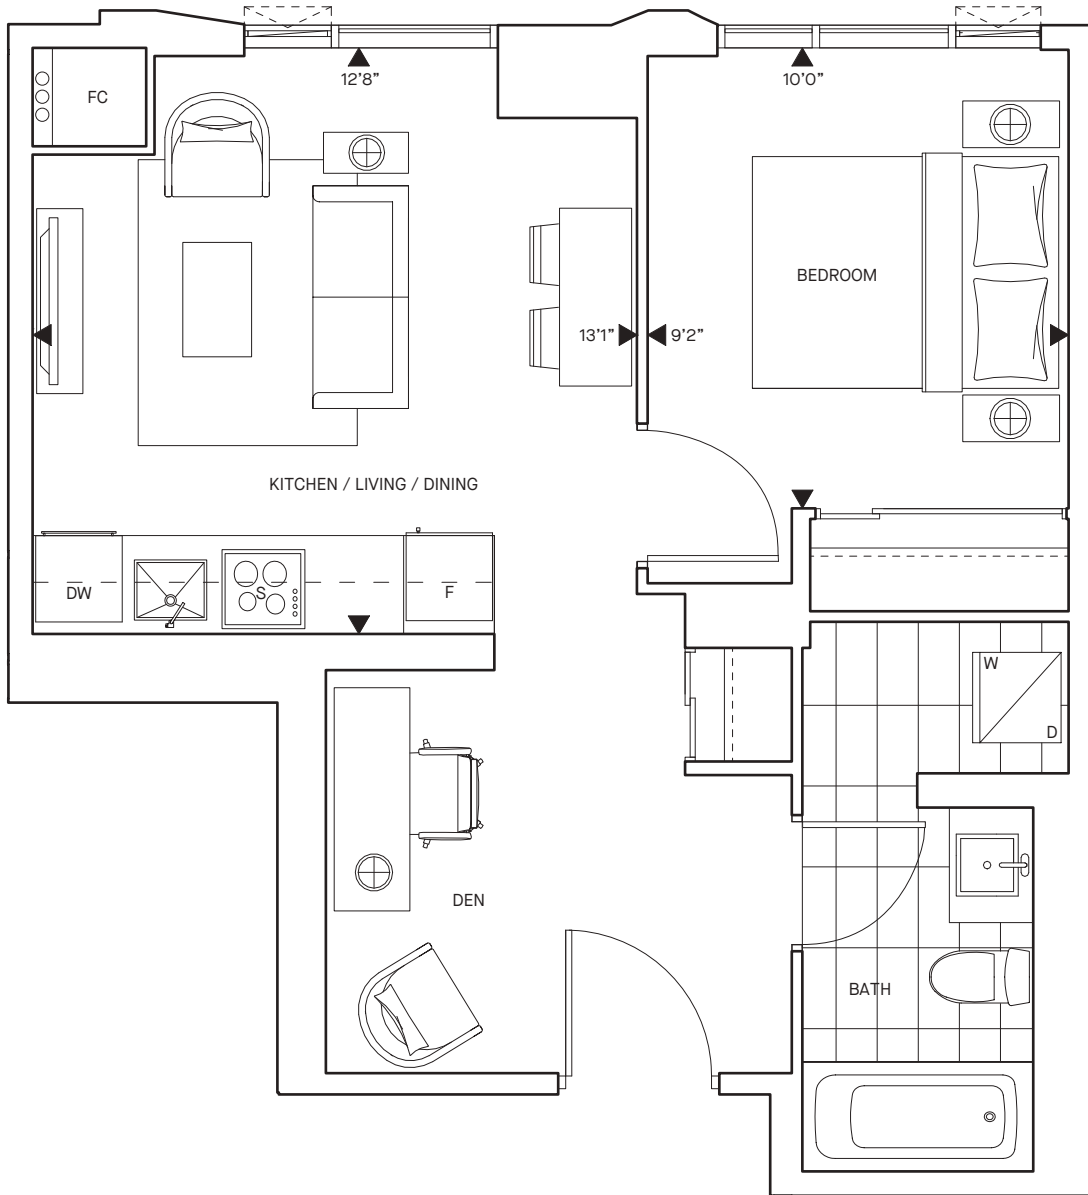 12'8"
10'0"
FC
BEDROOM
13'1"
9'2"
KITCHEN / LIVING / DINING
DW
S
F
W
D
DEN
BATH